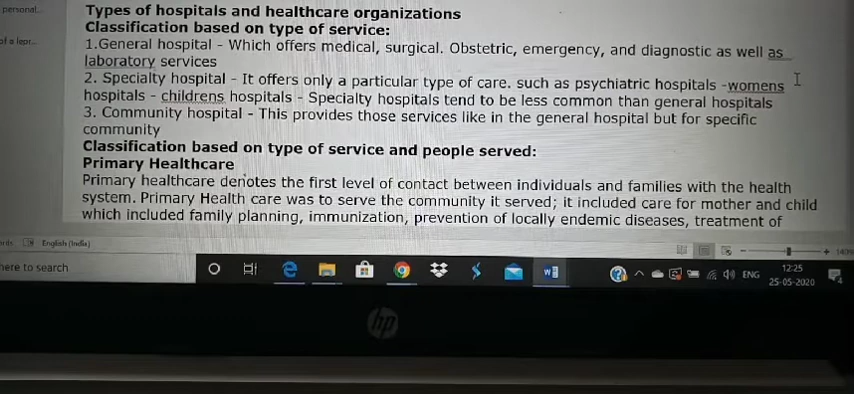 personal...
of a lepr...
Types of hospitals and healthcare organizations
Classification based on type of service:
1.General hospital - Which offers medical, surgical. Obstetric, emergency, and diagnostic as well as
laboratory services
2. Specialty hospital - It offers only a particular type of care. such as psychiatric hospitals -womens
hospitals - childrens hospitals - Specialty hospitals tend to be less common than general hospitals
3. Community hospital - This provides those services like in the general hospital but for specific
community
Classification based on type of service and people served:
Primary Healthcare
Primary healthcare denotes the first level of contact between individuals and families with the health
system. Primary Health care was to serve the community it served; it included care for mother and child
which included family planning, immunization, prevention of locally endemic diseases, treatment of
English (India)
140%
here to search
ENG
12:25
25-05-2020
hp